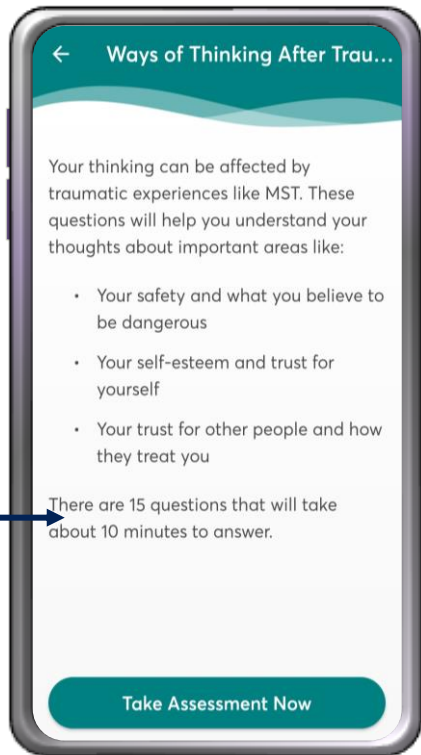 ← Ways of Thinking After Trau...
Your thinking can be affected by
traumatic experiences like MST. These
questions will help you understand your
thoughts about important areas like:
• Your safety and what you believe to
be dangerous
• Your self-esteem and trust for
yourself
• Your trust for other people and how
they treat you
There are 15 questions that will take
about 10 minutes to answer.
Take Assessment Now